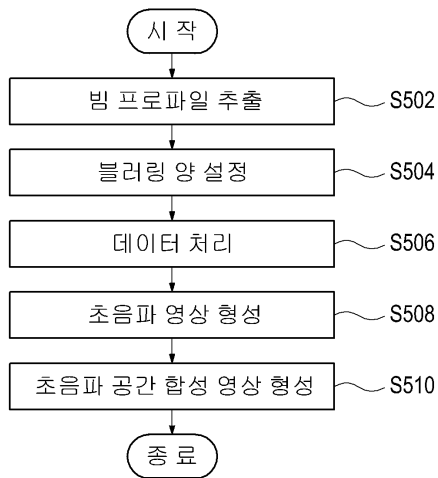 시 작
빔 프로파일 추출 S502
블러링 양 설정 S504
데이터 처리 S506
초음파 영상 형성 S508
초음파 공간 합성 영상 형성 S510
종 료